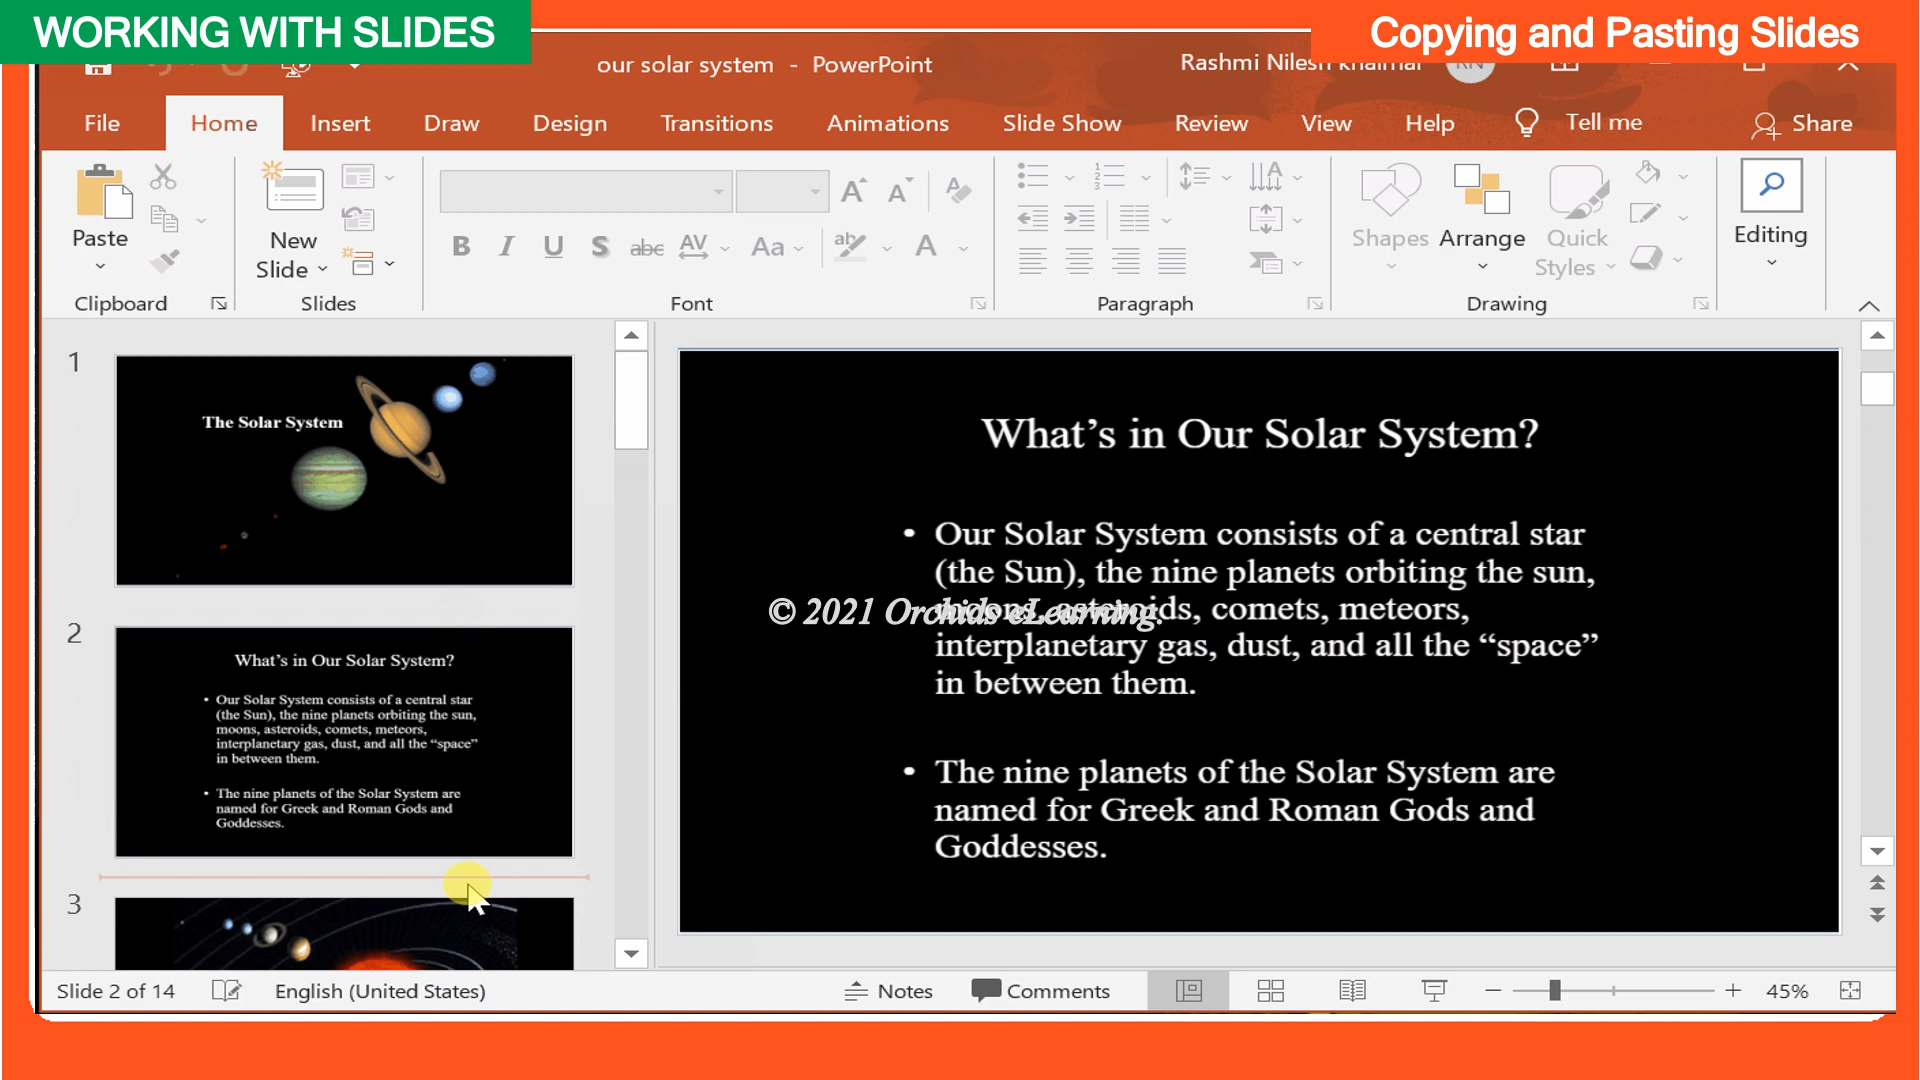 WORKING WITH SLIDES
Copying and Pasting Slides
our solar system - PowerPoint
Rashmi Nilesh
RN
File
Home
Insert
Draw
Design
Transitions
Animations
Slide Show
Review
View
Help
Tell me
Share
Paste
New
Slide
Shapes
Arrange
Quick
Styles
Editing
Clipboard
Slides
Font
Paragraph
Drawing
1
The Solar System
2
What’s in Our Solar System?
• Our Solar System consists of a central star
(the Sun), the nine planets orbiting the sun,
moons, asteroids, comets, meteors,
interplanetary gas, dust, and all the “space”
in between them.
• The nine planets of the Solar System are
named for Greek and Roman Gods and
Goddesses.
3
What’s in Our Solar System?
• Our Solar System consists of a central star
(the Sun), the nine planets orbiting the sun,
moons, asteroids, comets, meteors,
© 2021 Orchids eLearning.
interplanetary gas, dust, and all the “space”
in between them.
• The nine planets of the Solar System are
named for Greek and Roman Gods and
Goddesses.
Slide 2 of 14
English (United States)
Notes
Comments
45%